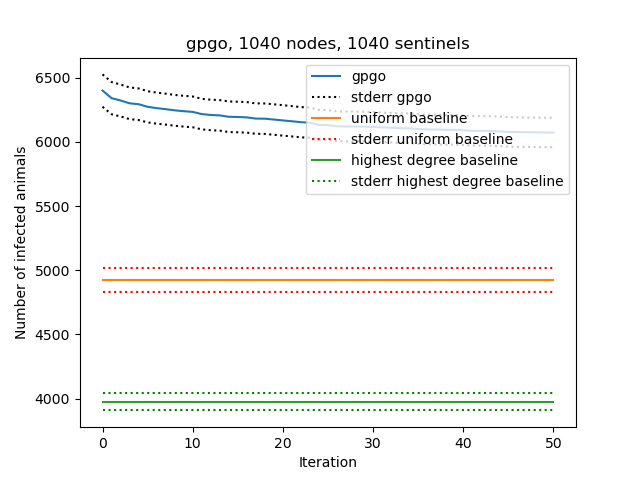 gpgo, 1040 nodes, 1040 sentinels
6500
6000
5500
5000
4500
4000
Number of infected animals
gpgo
stderr gpgo
uniform baseline
stderr uniform baseline
highest degree baseline
stderr highest degree baseline
0
10
20
30
40
50
Iteration